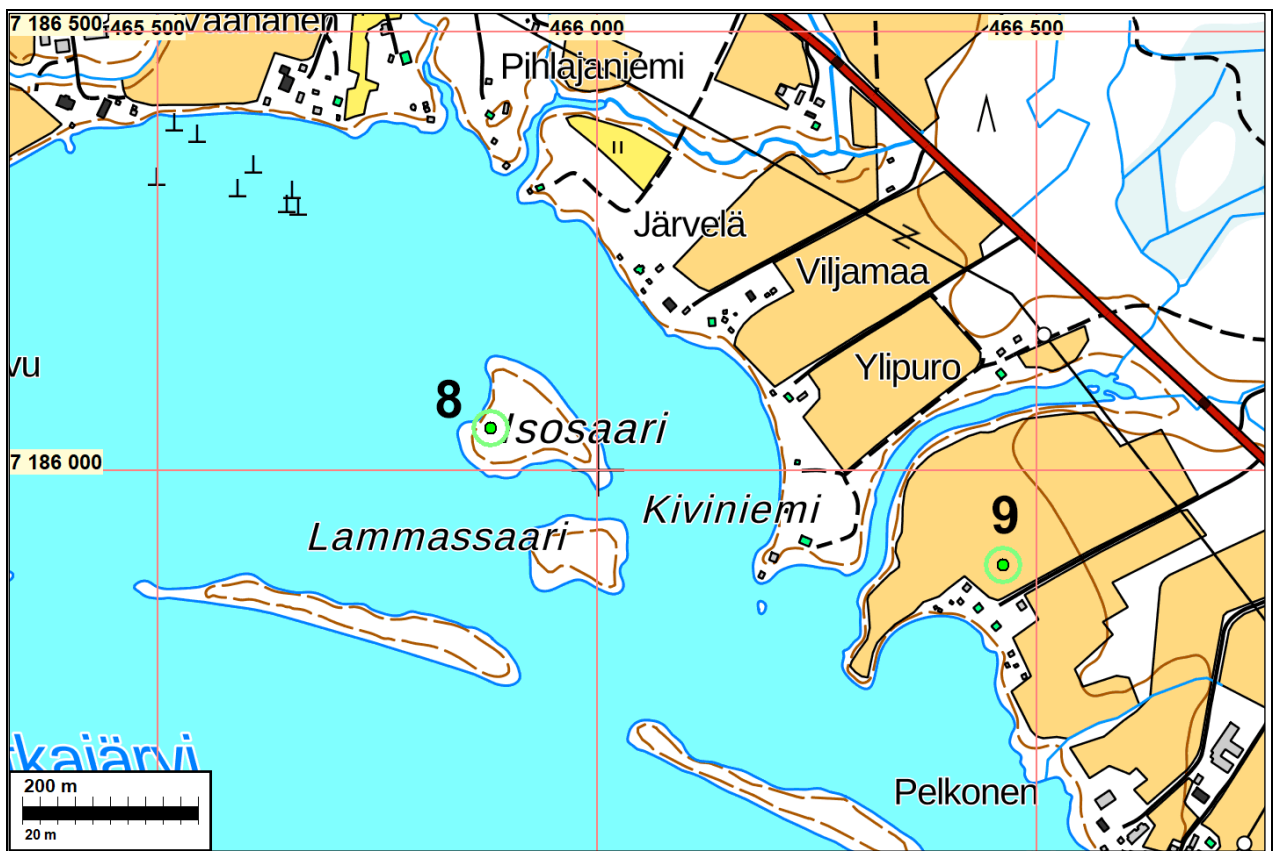 7 186 500
465 500
466 000
466 500
Pihlajaniemi
Järvelä
Viljamaa
Ylipuro
8
Isosaari
7 186 000
Kiviniemi
9
Lammassaari
Pelkonen
200 m
20 m